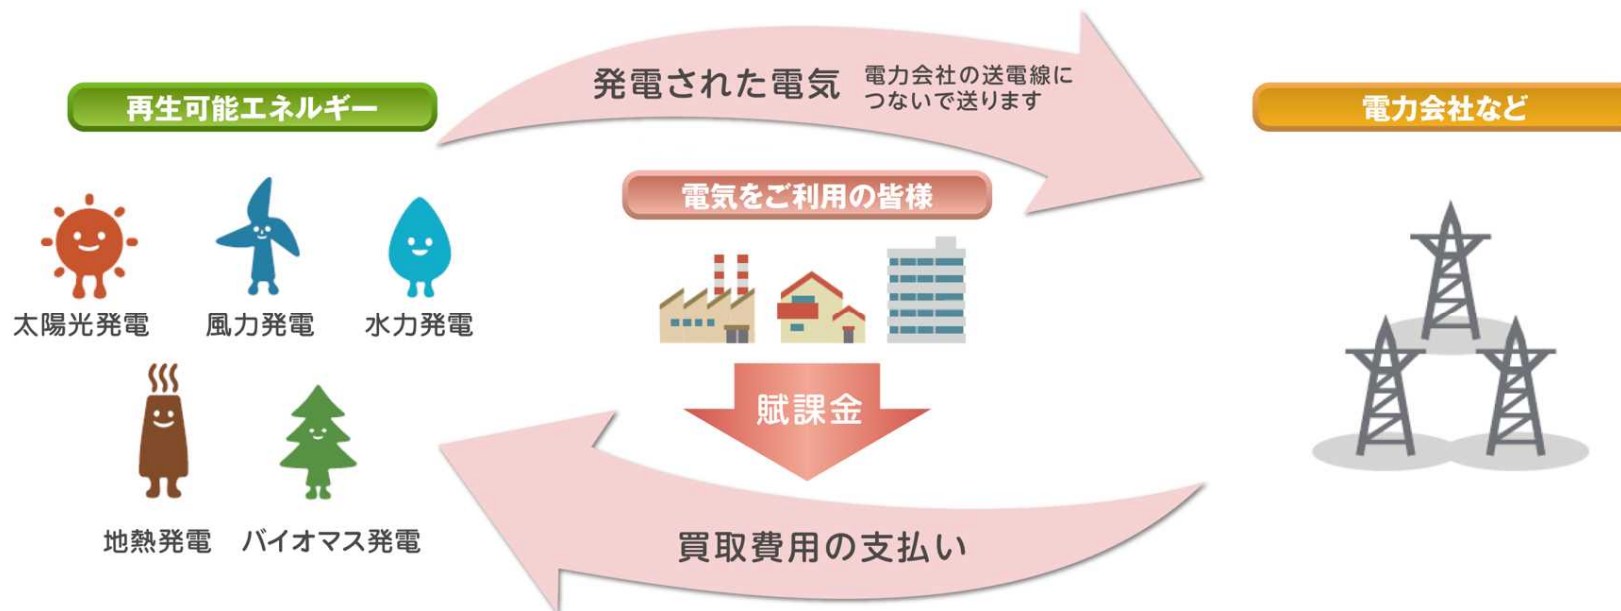 再生可能エネルギー
発電された電気
電力会社の送電線に
つないで送ります
電力会社など
電気をご利用の皆様
太陽光発電
風力発電
水力発電
地熱発電
バイオマス発電
賦課金
買取費用の支払い